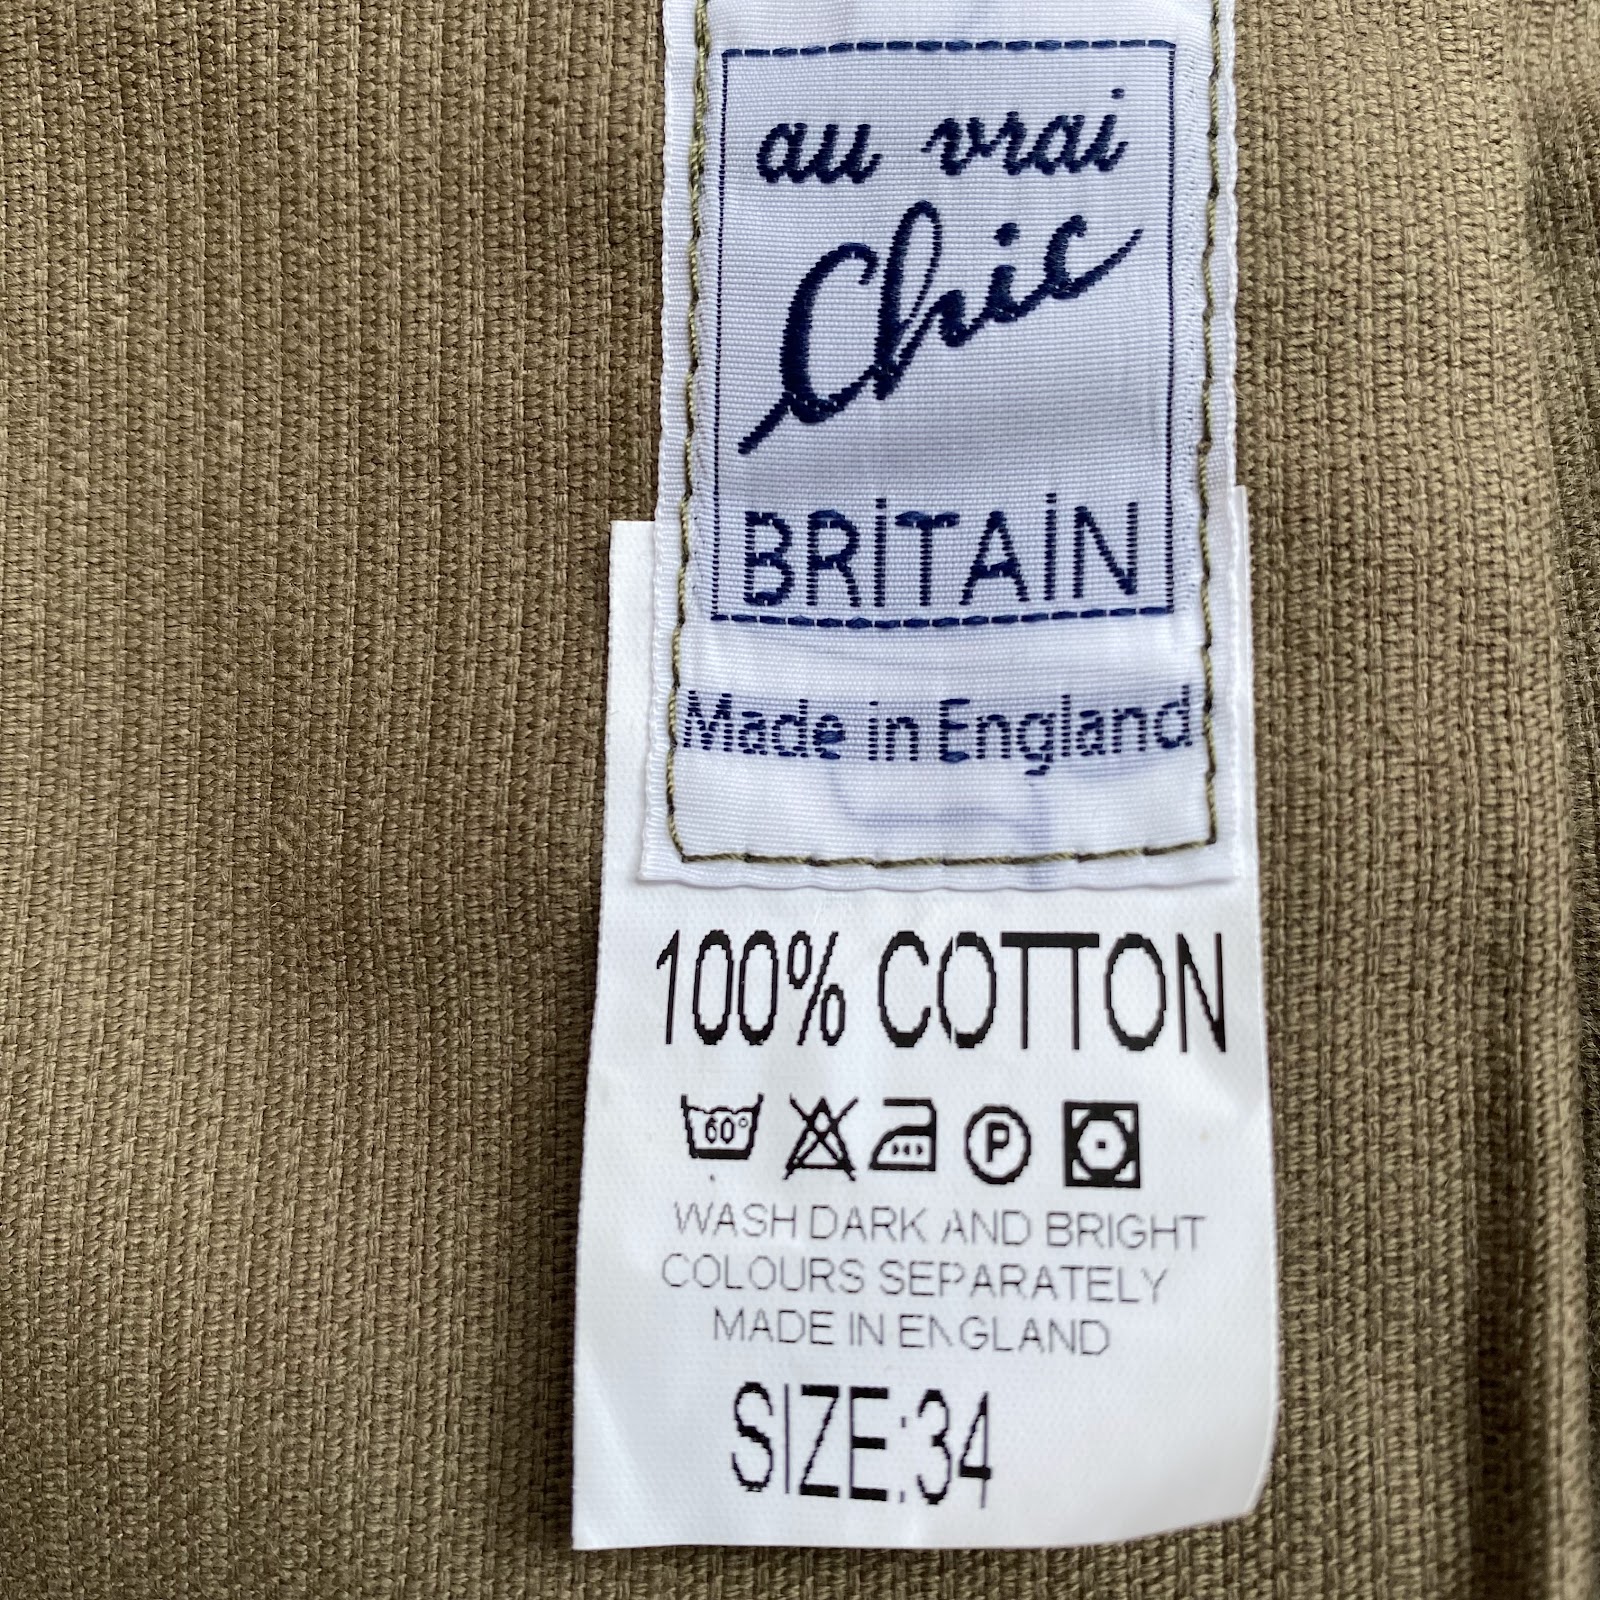 au vrai
Chic
BRiTAiN
Made in England
100% COTTON
60° P
WASH DARK AND BRIGHT
COLOURS SEPARATELY
MADE IN ENGLAND
SIZE:34